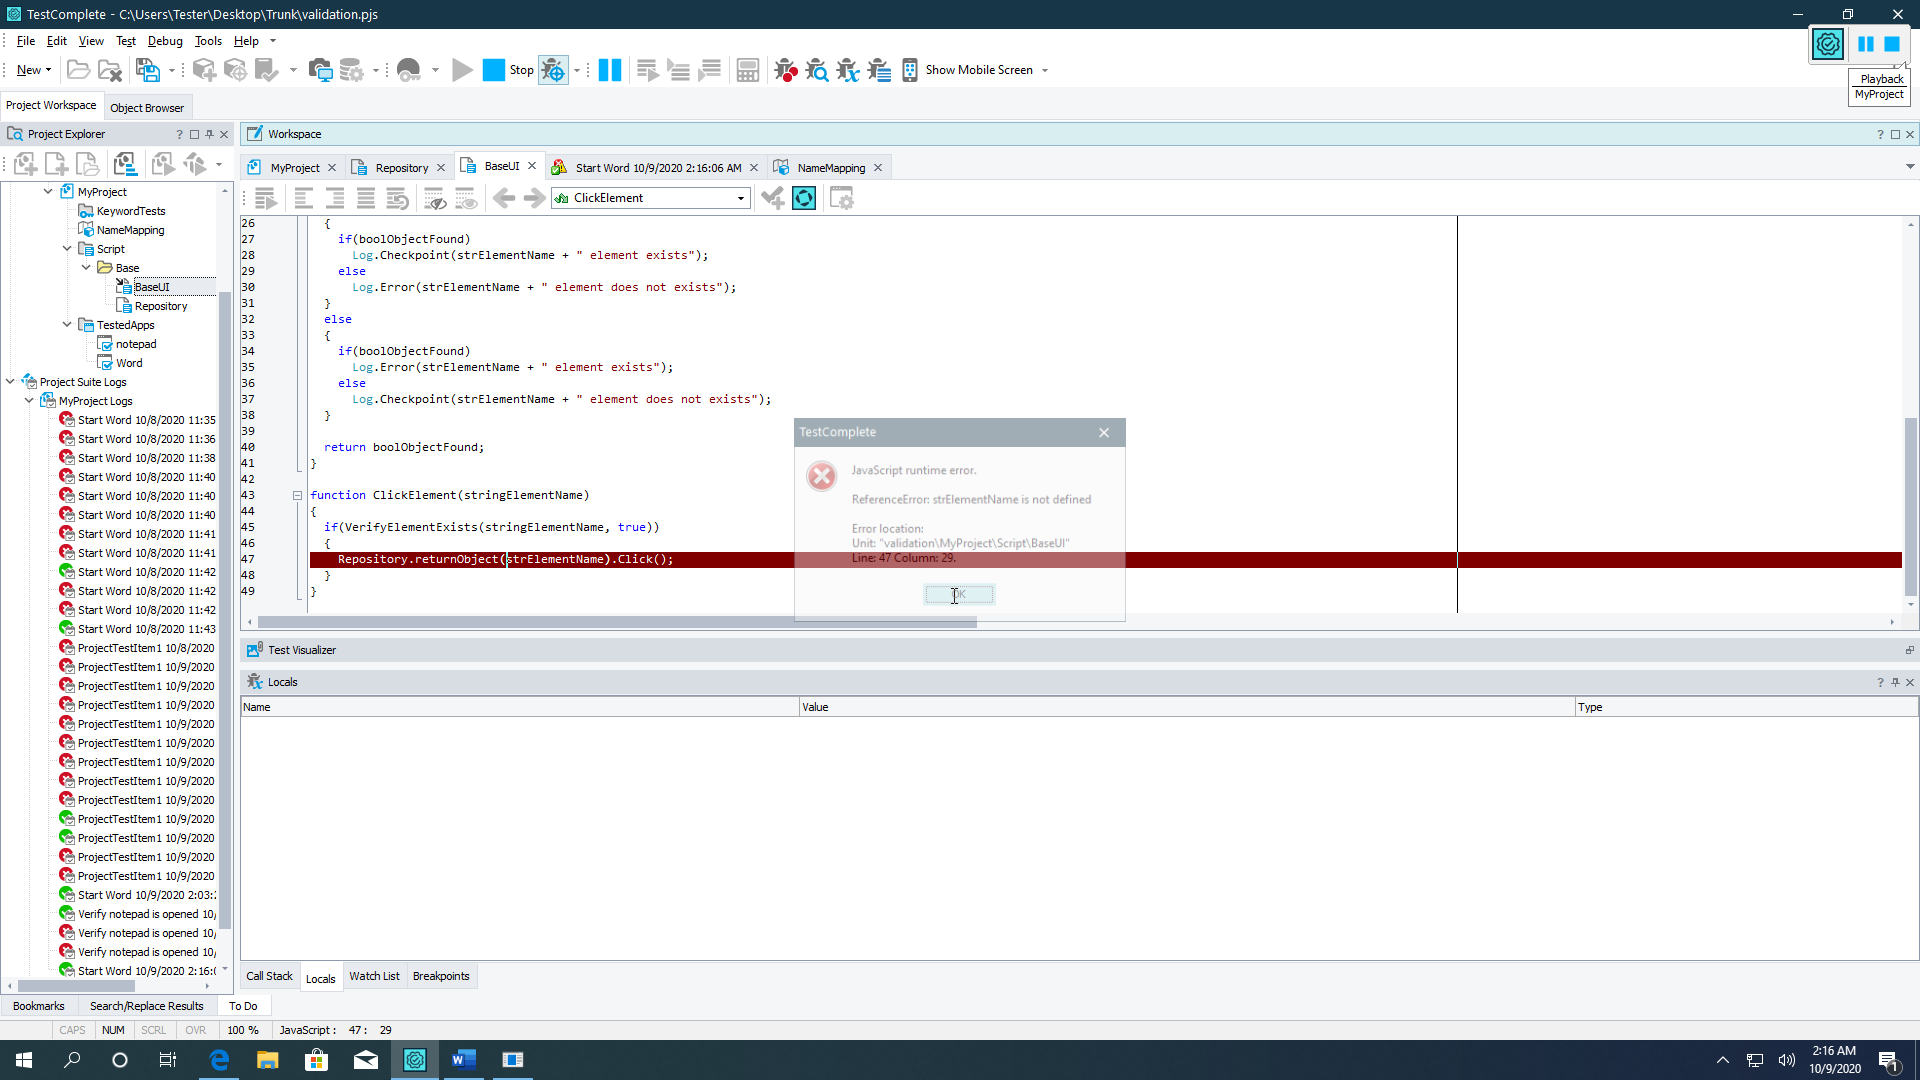 TestComplete - C:\Users\Tester\Desktop\Trunk\validation.pjs
File Edit View Test Debug Tools Help
New Stop Show Mobile Screen
Playback
MyProject
Project Workspace Object Browser
Project Explorer ?
Workspace ?
MyProject Repository BaseUI Start Word 10/9/2020 2:16:06 AM NameMapping
ClickElement
MyProject
KeywordTests
NameMapping
Script
Base
BaseUI
Repository
TestedApps
notepad
Word
Project Suite Logs
MyProject Logs
Start Word 10/8/2020 11:35
Start Word 10/8/2020 11:36
Start Word 10/8/2020 11:38
Start Word 10/8/2020 11:40
Start Word 10/8/2020 11:40
Start Word 10/8/2020 11:40
Start Word 10/8/2020 11:41
Start Word 10/8/2020 11:41
Start Word 10/8/2020 11:42
Start Word 10/8/2020 11:42
Start Word 10/8/2020 11:42
Start Word 10/8/2020 11:43
ProjectTestItem1 10/8/2020
ProjectTestItem1 10/9/2020
ProjectTestItem1 10/9/2020
ProjectTestItem1 10/9/2020
ProjectTestItem1 10/9/2020
ProjectTestItem1 10/9/2020
ProjectTestItem1 10/9/2020
ProjectTestItem1 10/9/2020
ProjectTestItem1 10/9/2020
ProjectTestItem1 10/9/2020
ProjectTestItem1 10/9/2020
ProjectTestItem1 10/9/2020
ProjectTestItem1 10/9/2020
Start Word 10/9/2020 2:03:
Verify notepad is opened 10/
Verify notepad is opened 10/
Verify notepad is opened 10/
Start Word 10/9/2020 2:16:0
26 {
27 if(boolObjectFound)
28 Log.Checkpoint(strElementName + " element exists");
29 else
30 Log.Error(strElementName + " element does not exists");
31 }
32 else
33 {
34 if(boolObjectFound)
35 Log.Error(strElementName + " element exists");
36 else
37 Log.Checkpoint(strElementName + " element does not exists");
38 }
39
40 return boolObjectFound;
41 }
42
43 function ClickElement(stringElementName)
44 {
45 if(VerifyElementExists(stringElementName, true))
46 {
47 Repository.returnObject(strElementName).Click();
48 }
49 }
TestComplete
JavaScript runtime error.
ReferenceError: strElementName is not defined
Error location:
Unit: "validation\MyProject\Script\BaseUI"
Line: 47 Column: 29.
OK
Test Visualizer
Locals ?
Name Value Type
Call Stack Locals Watch List Breakpoints
Bookmarks Search/Replace Results To Do
CAPS NUM SCRL OVR 100 % JavaScript : 47 : 29
2:16 AM
10/9/2020
1